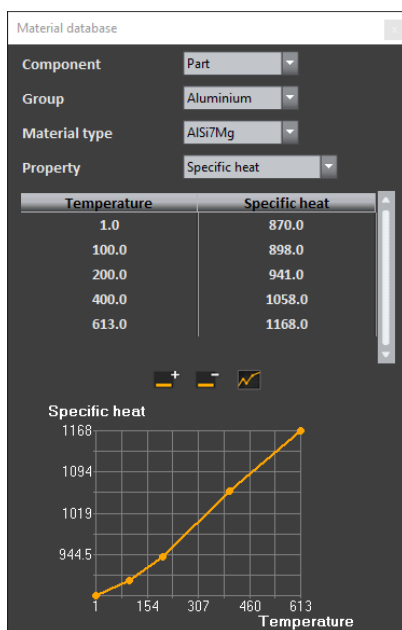 Material database
x
Component Part
Group Aluminium
Material type AlSi7Mg
Property Specific heat
Temperature Specific heat
1.0 870.0
100.0 898.0
200.0 941.0
400.0 1058.0
613.0 1168.0
Specific heat
1168
1094
1019
944.5
1 154 307 460 613
Temperature